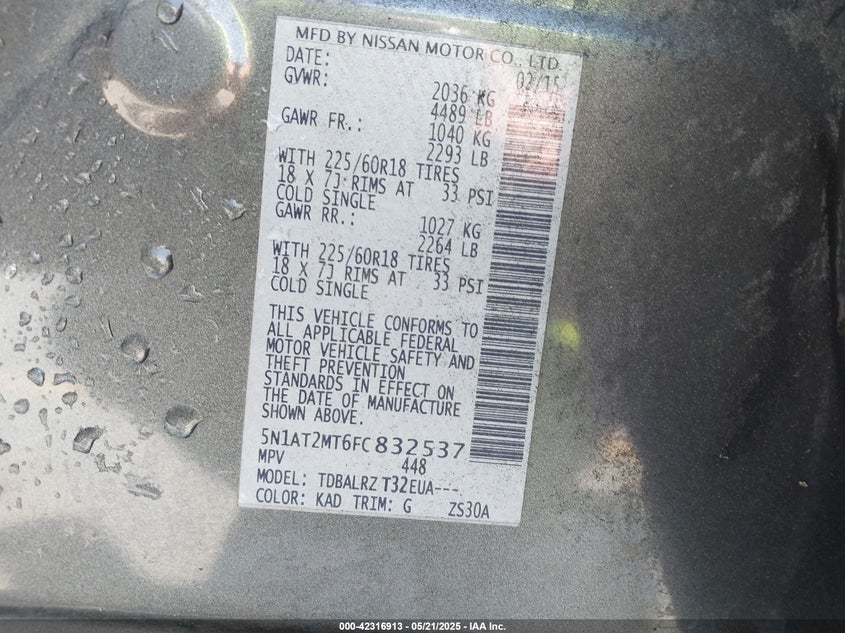 MFD BY NISSAN MOTOR CO., LTD.
DATE: 02/15
GVWR: 2036 KG
4489 LB
GAWR FR.: 1040 KG
2293 LB
WITH 225/60R18 TIRES
18 X 7J RIMS AT 33 PSI
COLD SINGLE
GAWR RR.: 1027 KG
2264 LB
WITH 225/60R18 TIRES
18 X 7J RIMS AT 33 PSI
COLD SINGLE
THIS VEHICLE CONFORMS TO
ALL APPLICABLE FEDERAL
MOTOR VEHICLE SAFETY AND
THEFT PREVENTION
STANDARDS IN EFFECT ON
THE DATE OF MANUFACTURE
SHOWN ABOVE.
5N1AT2MT6FC832537
MPV 448
MODEL: TDBALRZ T32EUA---
COLOR: KAD TRIM: G ZS30A
000-42316913 — 05/21/2025 — IAA Inc.